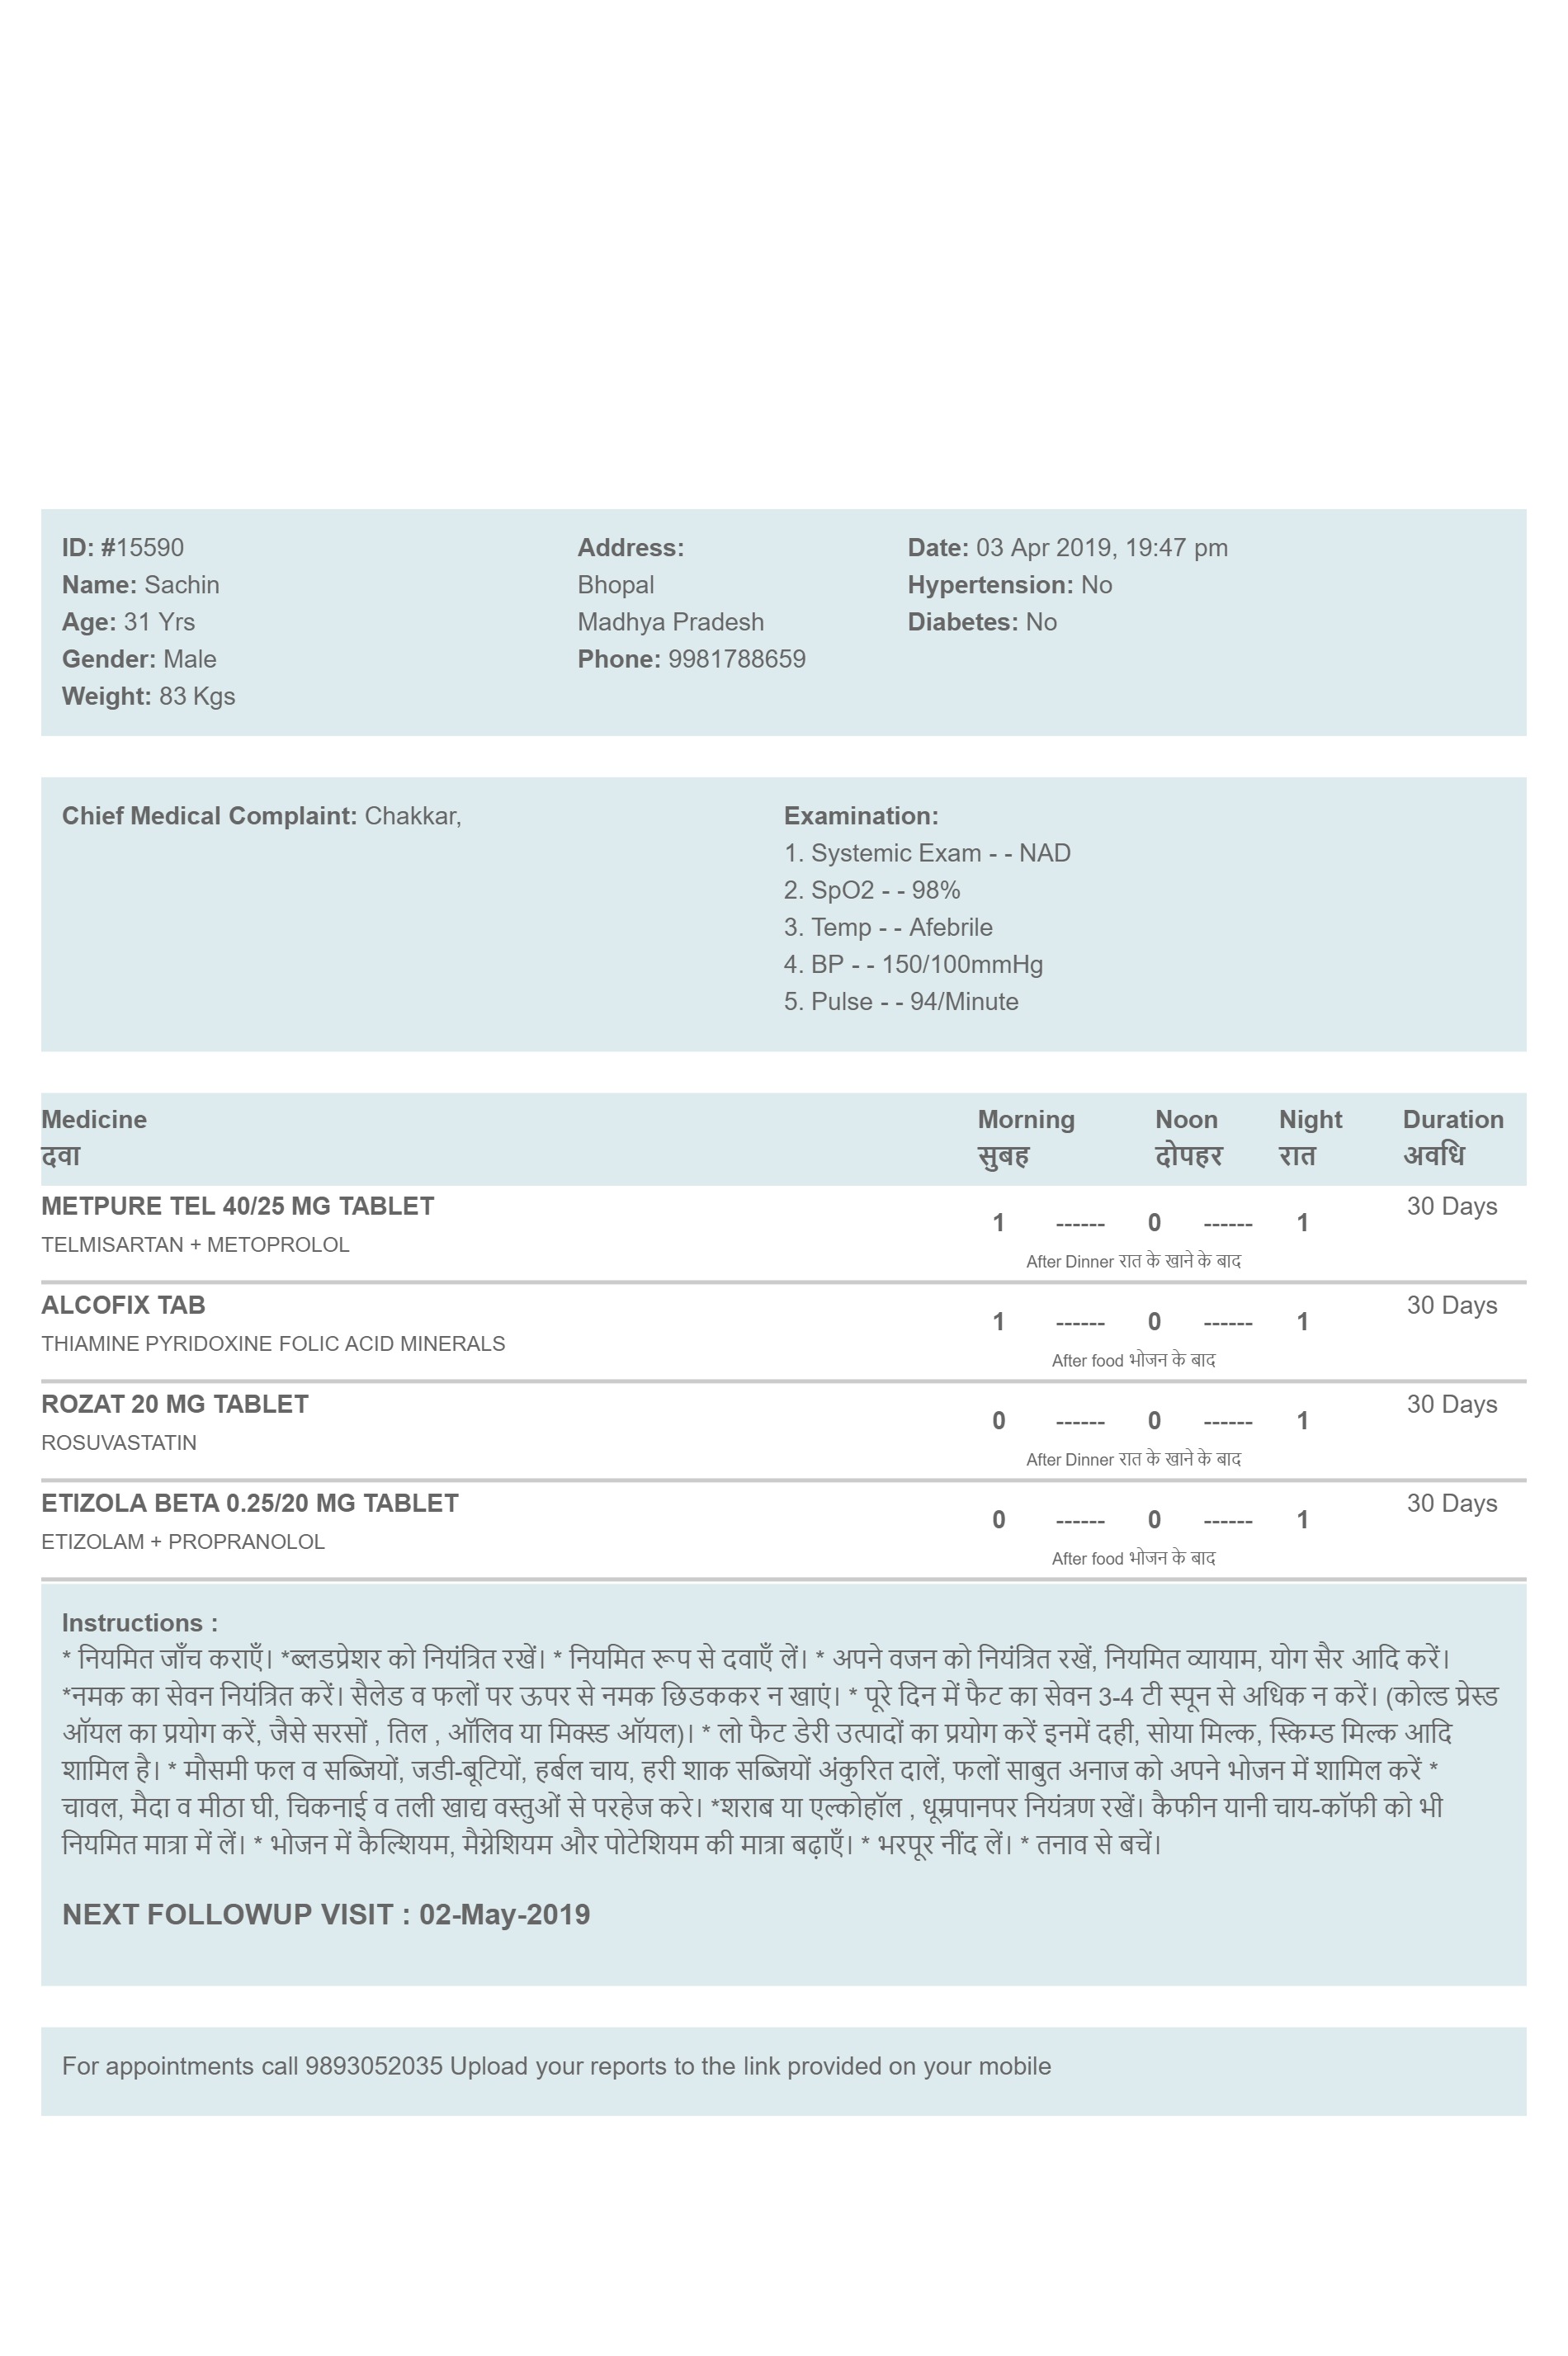 ID: #15590
Name: Sachin
Age: 31 Yrs
Gender: Male
Weight: 83 Kgs
Address:
Bhopal
Madhya Pradesh
Phone: 9981788659
Date: 03 Apr 2019, 19:47 pm
Hypertension: No
Diabetes: No
Chief Medical Complaint: Chakkar,
Examination:
1. Systemic Exam - - NAD
2. SpO2 - - 98%
3. Temp - - Afebrile
4. BP - - 150/100mmHg
5. Pulse - - 94/Minute
Medicine Morning Noon Night Duration
दवा सुबह दोपहर रात अवधि
METPURE TEL 40/25 MG TABLET 30 Days
1 ------ 0 ------ 1
TELMISARTAN + METOPROLOL
After Dinner रात के खाने के बाद
ALCOFIX TAB 30 Days
1 ------ 0 ------ 1
THIAMINE PYRIDOXINE FOLIC ACID MINERALS
After food भोजन के बाद
ROZAT 20 MG TABLET 30 Days
0 ------ 0 ------ 1
ROSUVASTATIN
After Dinner रात के खाने के बाद
ETIZOLA BETA 0.25/20 MG TABLET 30 Days
0 ------ 0 ------ 1
ETIZOLAM + PROPRANOLOL
After food भोजन के बाद
Instructions :
* नियमित जाँच कराएँ। *ब्लडप्रेशर को नियंत्रित रखें। * नियमित रूप से दवाएँ लें। * अपने वजन को नियंत्रित रखें, नियमित व्यायाम, योग सैर आदि करें।
*नमक का सेवन नियंत्रित करें। सैलेड व फलों पर ऊपर से नमक छिडककर न खाएं। * पूरे दिन में फैट का सेवन 3-4 टी स्पून से अधिक न करें। (कोल्ड प्रेस्ड
ऑयल का प्रयोग करें, जैसे सरसों , तिल , ऑलिव या मिक्स्ड ऑयल)। * लो फैट डेरी उत्पादों का प्रयोग करें इनमें दही, सोया मिल्क, स्किम्ड मिल्क आदि
शामिल है। * मौसमी फल व सब्जियों, जडी-बूटियों, हर्बल चाय, हरी शाक सब्जियों अंकुरित दालें, फलों साबुत अनाज को अपने भोजन में शामिल करें *
चावल, मैदा व मीठा घी, चिकनाई व तली खाद्य वस्तुओं से परहेज करे। *शराब या एल्कोहॉल , धूम्रपानपर नियंत्रण रखें। कैफीन यानी चाय-कॉफी को भी
नियमित मात्रा में लें। * भोजन में कैल्शियम, मैग्नेशियम और पोटेशियम की मात्रा बढ़ाएँ। * भरपूर नींद लें। * तनाव से बचें।
NEXT FOLLOWUP VISIT : 02-May-2019
For appointments call 9893052035 Upload your reports to the link provided on your mobile